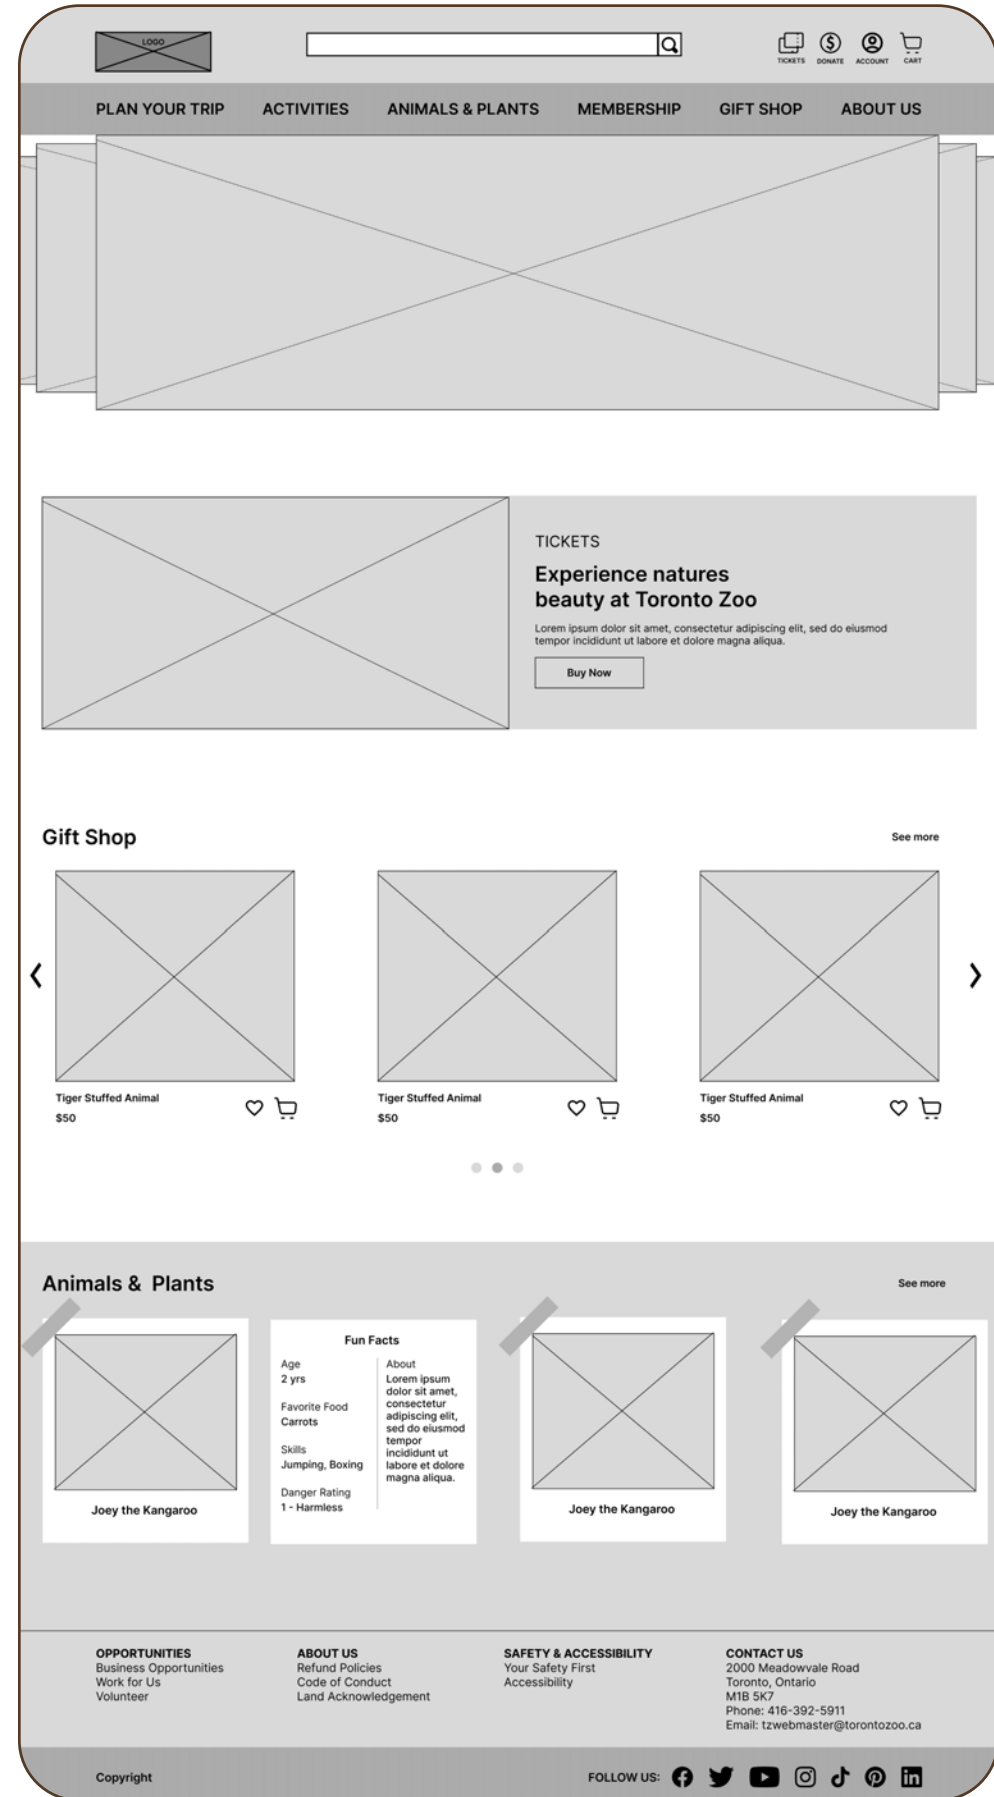 LOGO
TICKETS
DONATE
ACCOUNT
CART
PLAN YOUR TRIP
ACTIVITIES
ANIMALS & PLANTS
MEMBERSHIP
GIFT SHOP
ABOUT US
TICKETS
Experience natures
beauty at Toronto Zoo
Lorem ipsum dolor sit amet, consectetur adipiscing elit, sed do eiusmod
tempor incididunt ut labore et dolore magna aliqua.
Buy Now
Gift Shop
See more
Tiger Stuffed Animal
$50
Tiger Stuffed Animal
$50
Tiger Stuffed Animal
$50
Animals & Plants
See more
Joey the Kangaroo
Fun Facts
Age
2 yrs
Favorite Food
Carrots
Skills
Jumping, Boxing
Danger Rating
1 - Harmless
About
Lorem ipsum
dolor sit amet,
consectetur
adipiscing elit,
sed do eiusmod
tempor
incididunt ut
labore et dolore
magna aliqua.
Joey the Kangaroo
Joey the Kangaroo
OPPORTUNITIES
Business Opportunities
Work for Us
Volunteer
ABOUT US
Refund Policies
Code of Conduct
Land Acknowledgement
SAFETY & ACCESSIBILITY
Your Safety First
Accessibility
CONTACT US
2000 Meadowvale Road
Toronto, Ontario
M1B 5K7
Phone: 416-392-5911
Email: tzwebmaster@torontozoo.ca
Copyright
FOLLOW US: